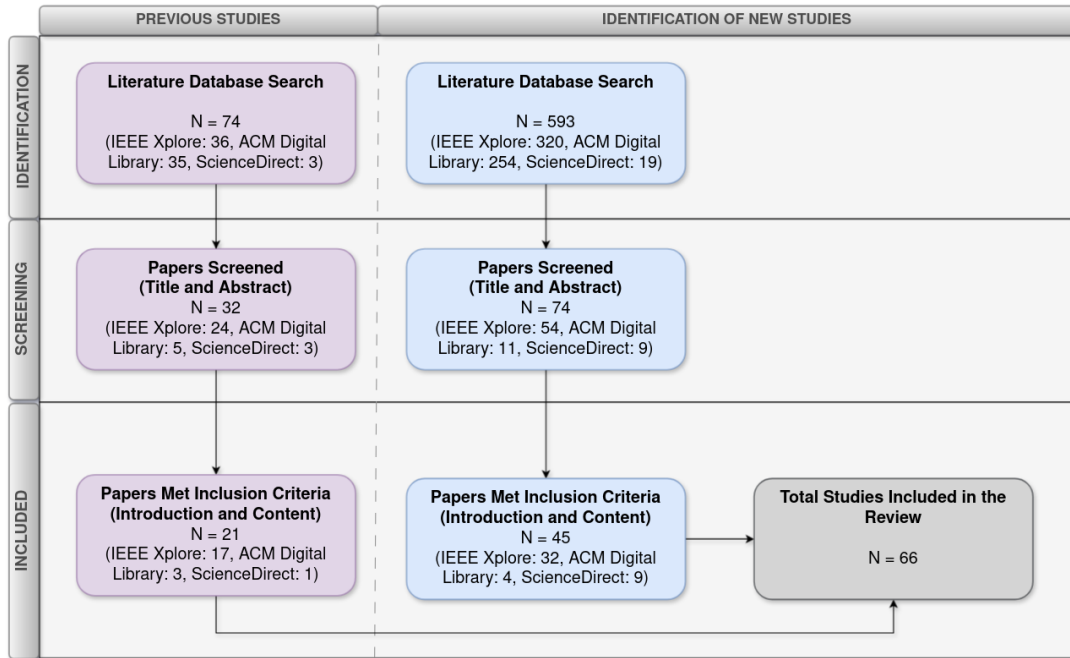 PREVIOUS STUDIES
IDENTIFICATION OF NEW STUDIES
IDENTIFICATION
Literature Database Search
N = 74
(IEEE Xplore: 36, ACM Digital
Library: 35, ScienceDirect: 3)
Literature Database Search
N = 593
(IEEE Xplore: 320, ACM Digital
Library: 254, ScienceDirect: 19)
SCREENING
Papers Screened
(Title and Abstract)
N = 32
(IEEE Xplore: 24, ACM Digital
Library: 5, ScienceDirect: 3)
Papers Screened
(Title and Abstract)
N = 74
(IEEE Xplore: 54, ACM Digital
Library: 11, ScienceDirect: 9)
INCLUDED
Papers Met Inclusion Criteria
(Introduction and Content)
N = 21
(IEEE Xplore: 17, ACM Digital
Library: 3, ScienceDirect: 1)
Papers Met Inclusion Criteria
(Introduction and Content)
N = 45
(IEEE Xplore: 32, ACM Digital
Library: 4, ScienceDirect: 9)
Total Studies Included in the
Review
N = 66